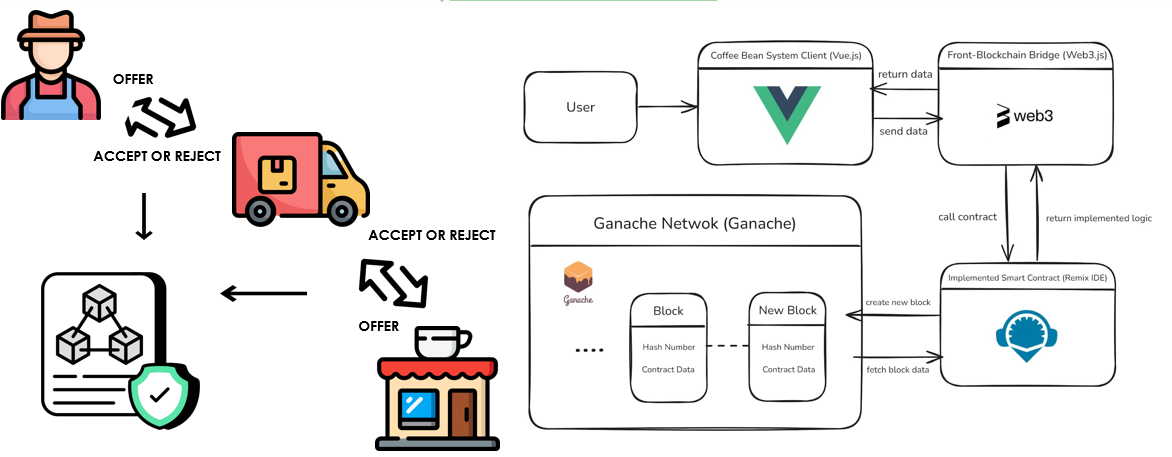 OFFER
ACCEPT OR REJECT
ACCEPT OR REJECT
OFFER
User
Coffee Bean System Client (Vue.js)
return data
send data
Front-Blockchain Bridge (Web3.js)
web3
call contract
return implemented logic
Ganache Netwok (Ganache)
Ganache
....
Block
Hash Number
Contract Data
New Block
Hash Number
Contract Data
create new block
fetch block data
Implemented Smart Contract (Remix IDE)